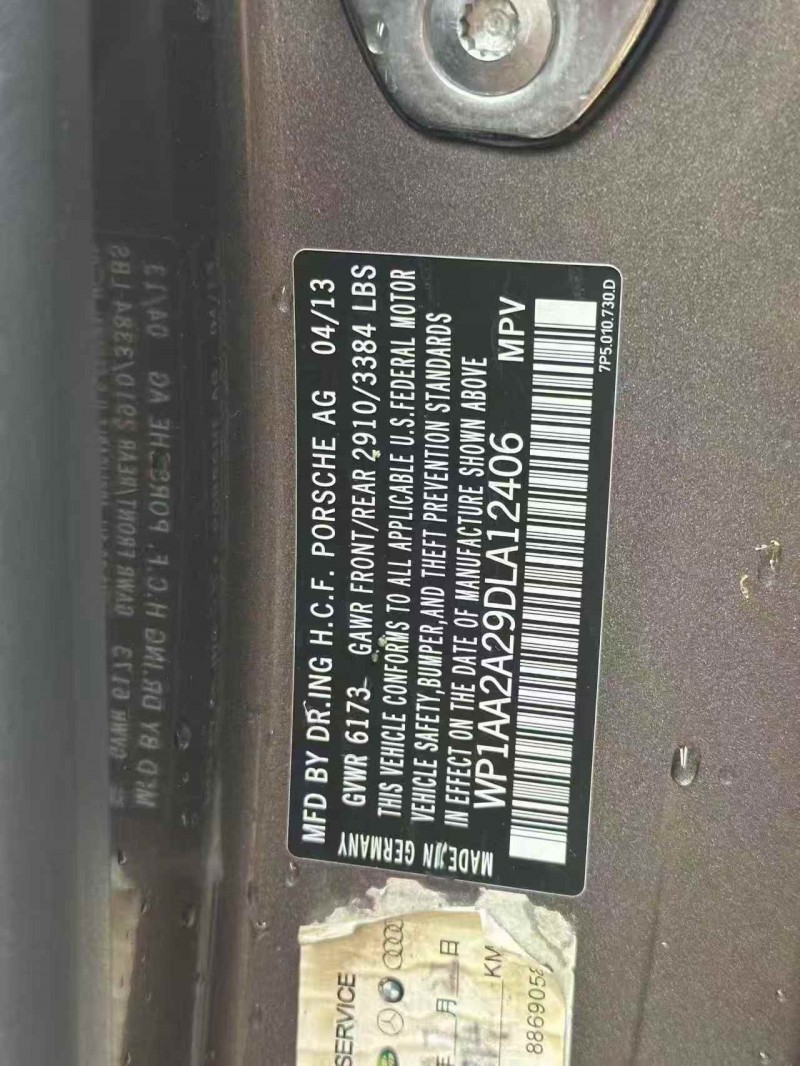 MFD BY DR.ING H.C.F. PORSCHE AG 04/13
GVWR 6173 GAWR FRONT/REAR 2910/3384 LBS
THIS VEHICLE CONFORMS TO ALL APPLICABLE U.S.FEDERAL MOTOR
VEHICLE SAFETY,BUMPER,AND THEFT PREVENTION STANDARDS
IN EFFECT ON THE DATE OF MANUFACTURE SHOWN ABOVE
WP1AA2A29DLA12406 MPV
MADE IN GERMANY
7P5.010.730.D
SERVICE
年 月 日
KM
8869058